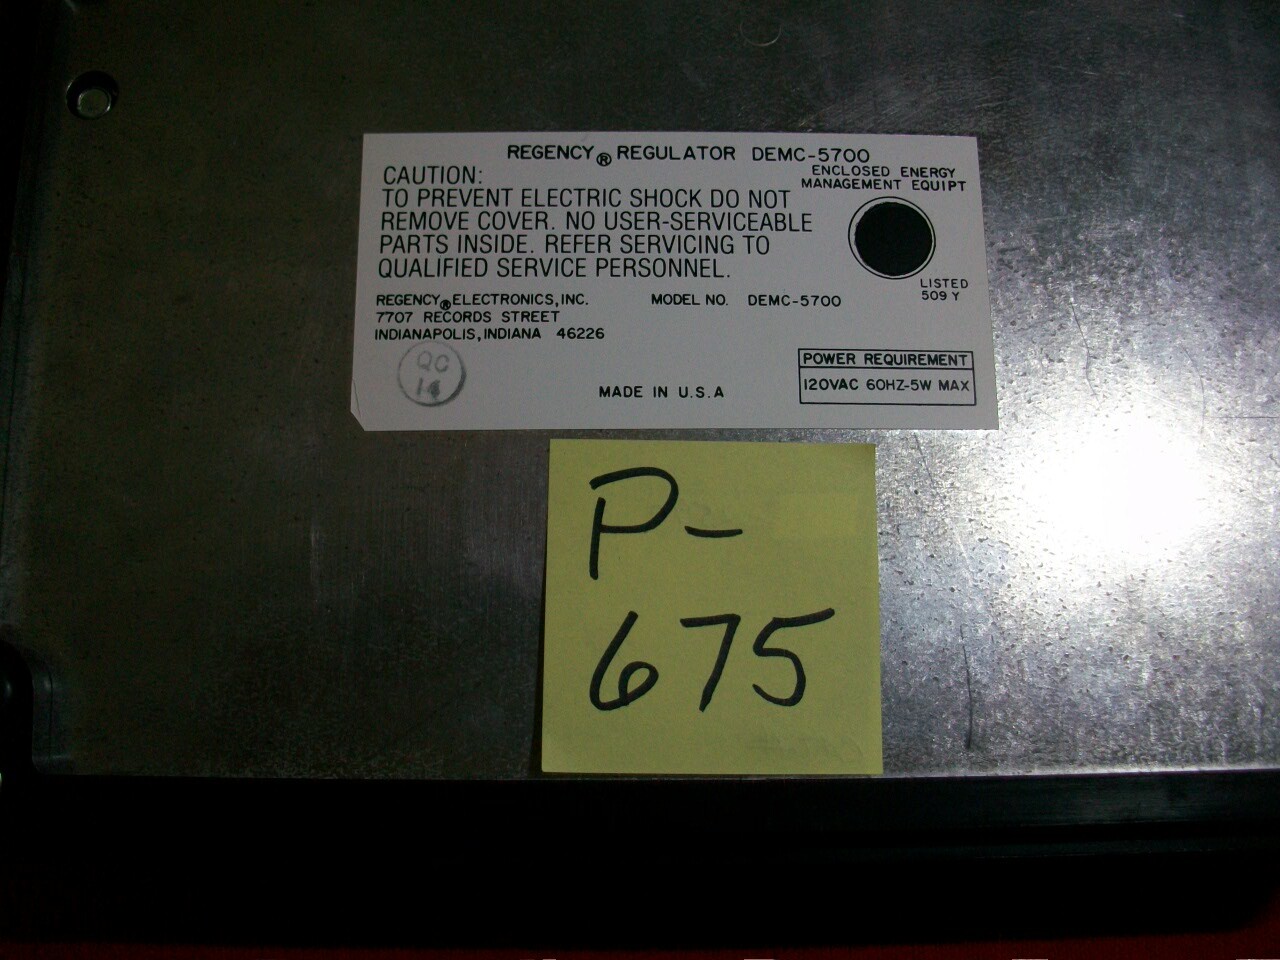 REGENCY® REGULATOR DEMC-5700
ENCLOSED ENERGY
MANAGEMENT EQUIPT
CAUTION:
TO PREVENT ELECTRIC SHOCK DO NOT
REMOVE COVER. NO USER-SERVICEABLE
PARTS INSIDE. REFER SERVICING TO
QUALIFIED SERVICE PERSONNEL.
LISTED
509 Y
REGENCY® ELECTRONICS, INC. MODEL NO. DEMC-5700
7707 RECORDS STREET
INDIANAPOLIS, INDIANA 46226
QC
14
MADE IN U.S.A
POWER REQUIREMENT
120VAC 60HZ-5W MAX
P-
675